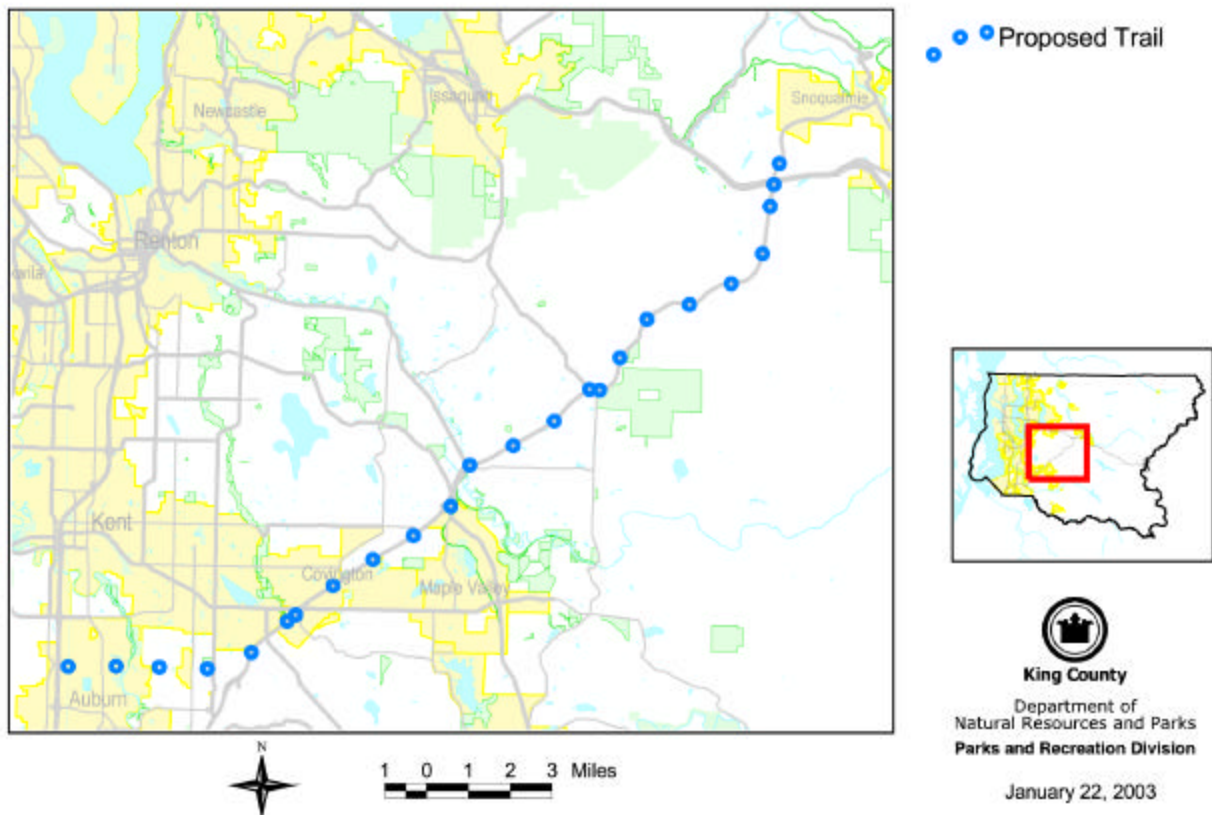 Proposed Trail
Newcastle
Issaquah
Snoqualmie
Renton
Kent
Covington
Maple Valley
Auburn
N
1 0 1 2 3 Miles
King County
Department of
Natural Resources and Parks
Parks and Recreation Division
January 22, 2003